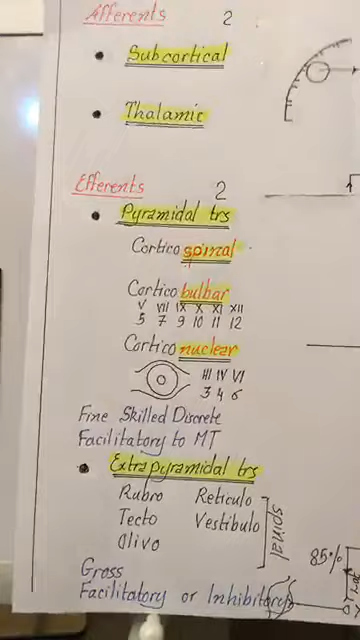 Afferents 2
• Subcortical
• Thalamic
Efferents 2
• Pyramidal trs
Cortico spinal
Cortico bulbar
V VII IX X XI XII
5 7 9 10 11 12
Cortico nuclear
III IV VI
3 4 6
Fine Skilled Discrete
Facilitatory to MT
• Extrapyramidal trs
Rubro Reticulo
Tecto Vestibulo
Olivo
spinal
Gross
Facilitatory or Inhibitory
85%